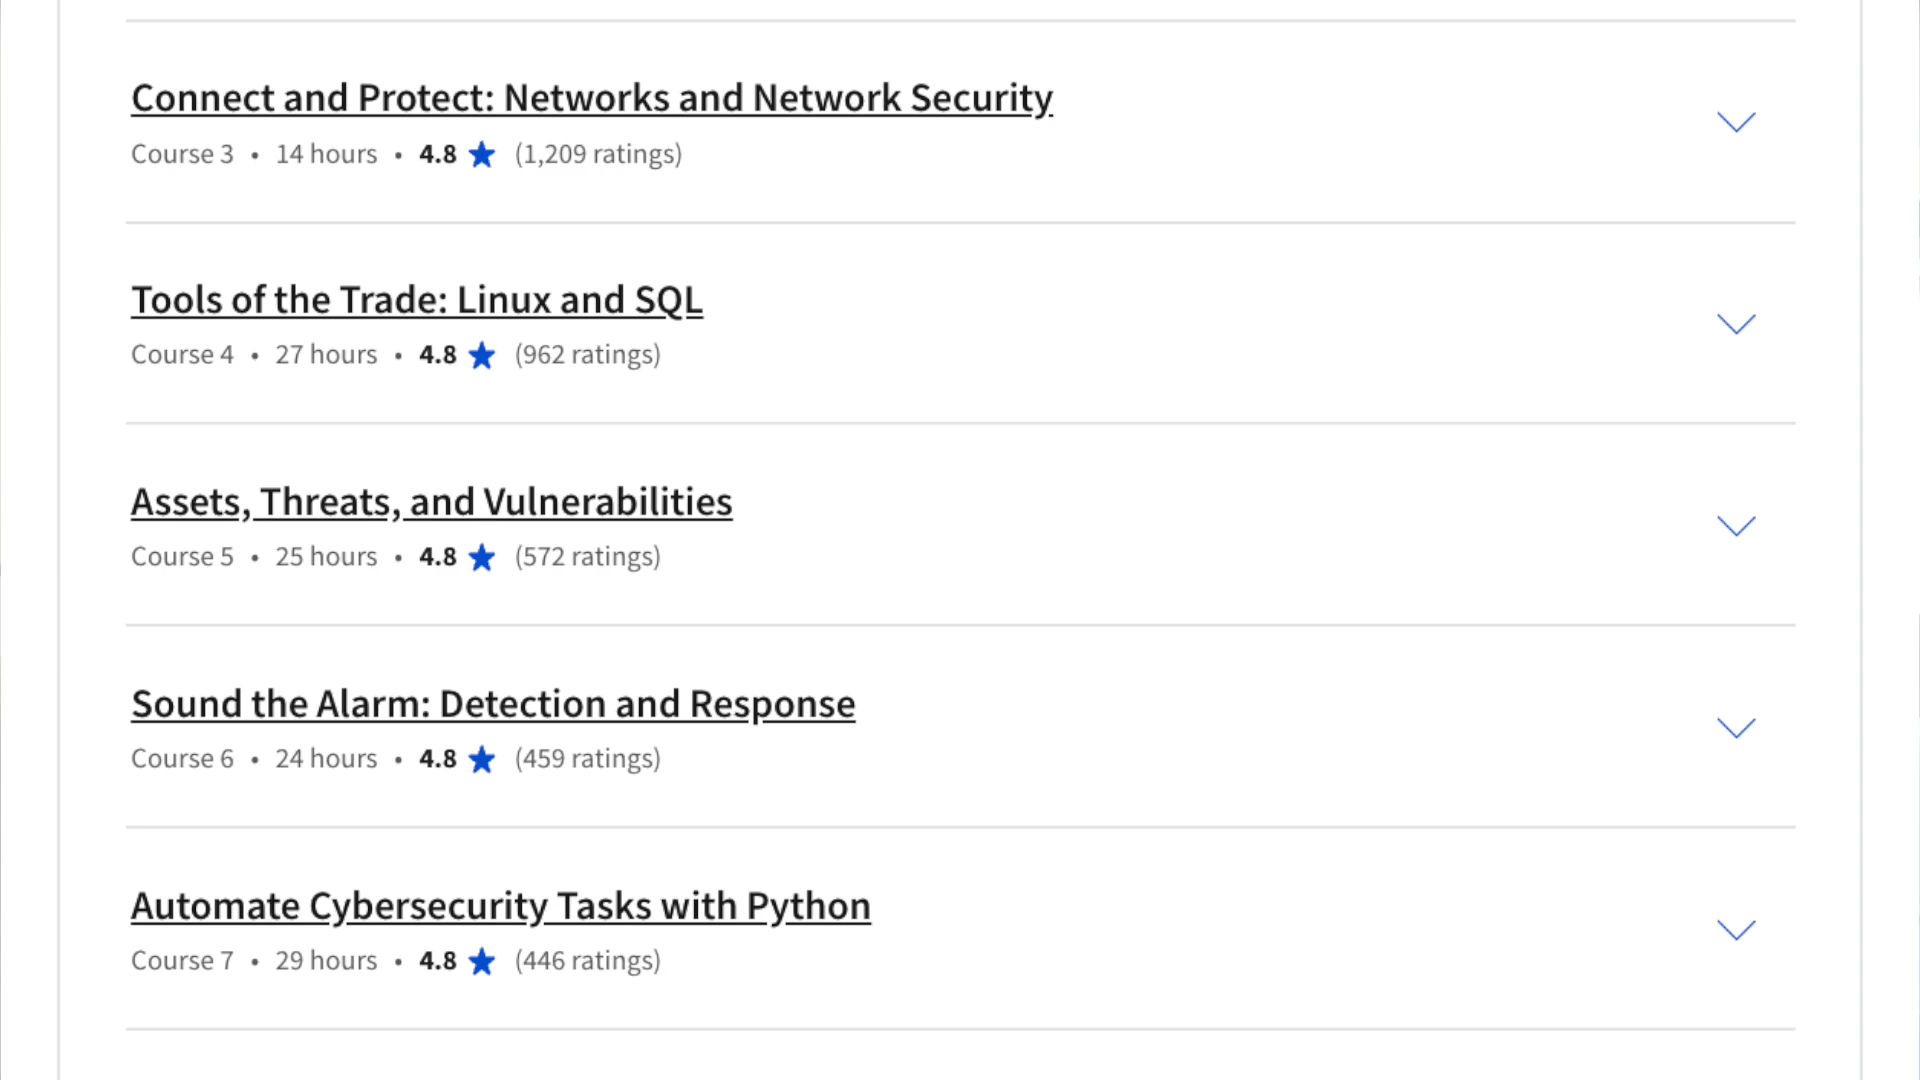 Connect and Protect: Networks and Network Security
Course 3 • 14 hours • 4.8 ★ (1,209 ratings)
Tools of the Trade: Linux and SQL
Course 4 • 27 hours • 4.8 ★ (962 ratings)
Assets, Threats, and Vulnerabilities
Course 5 • 25 hours • 4.8 ★ (572 ratings)
Sound the Alarm: Detection and Response
Course 6 • 24 hours • 4.8 ★ (459 ratings)
Automate Cybersecurity Tasks with Python
Course 7 • 29 hours • 4.8 ★ (446 ratings)